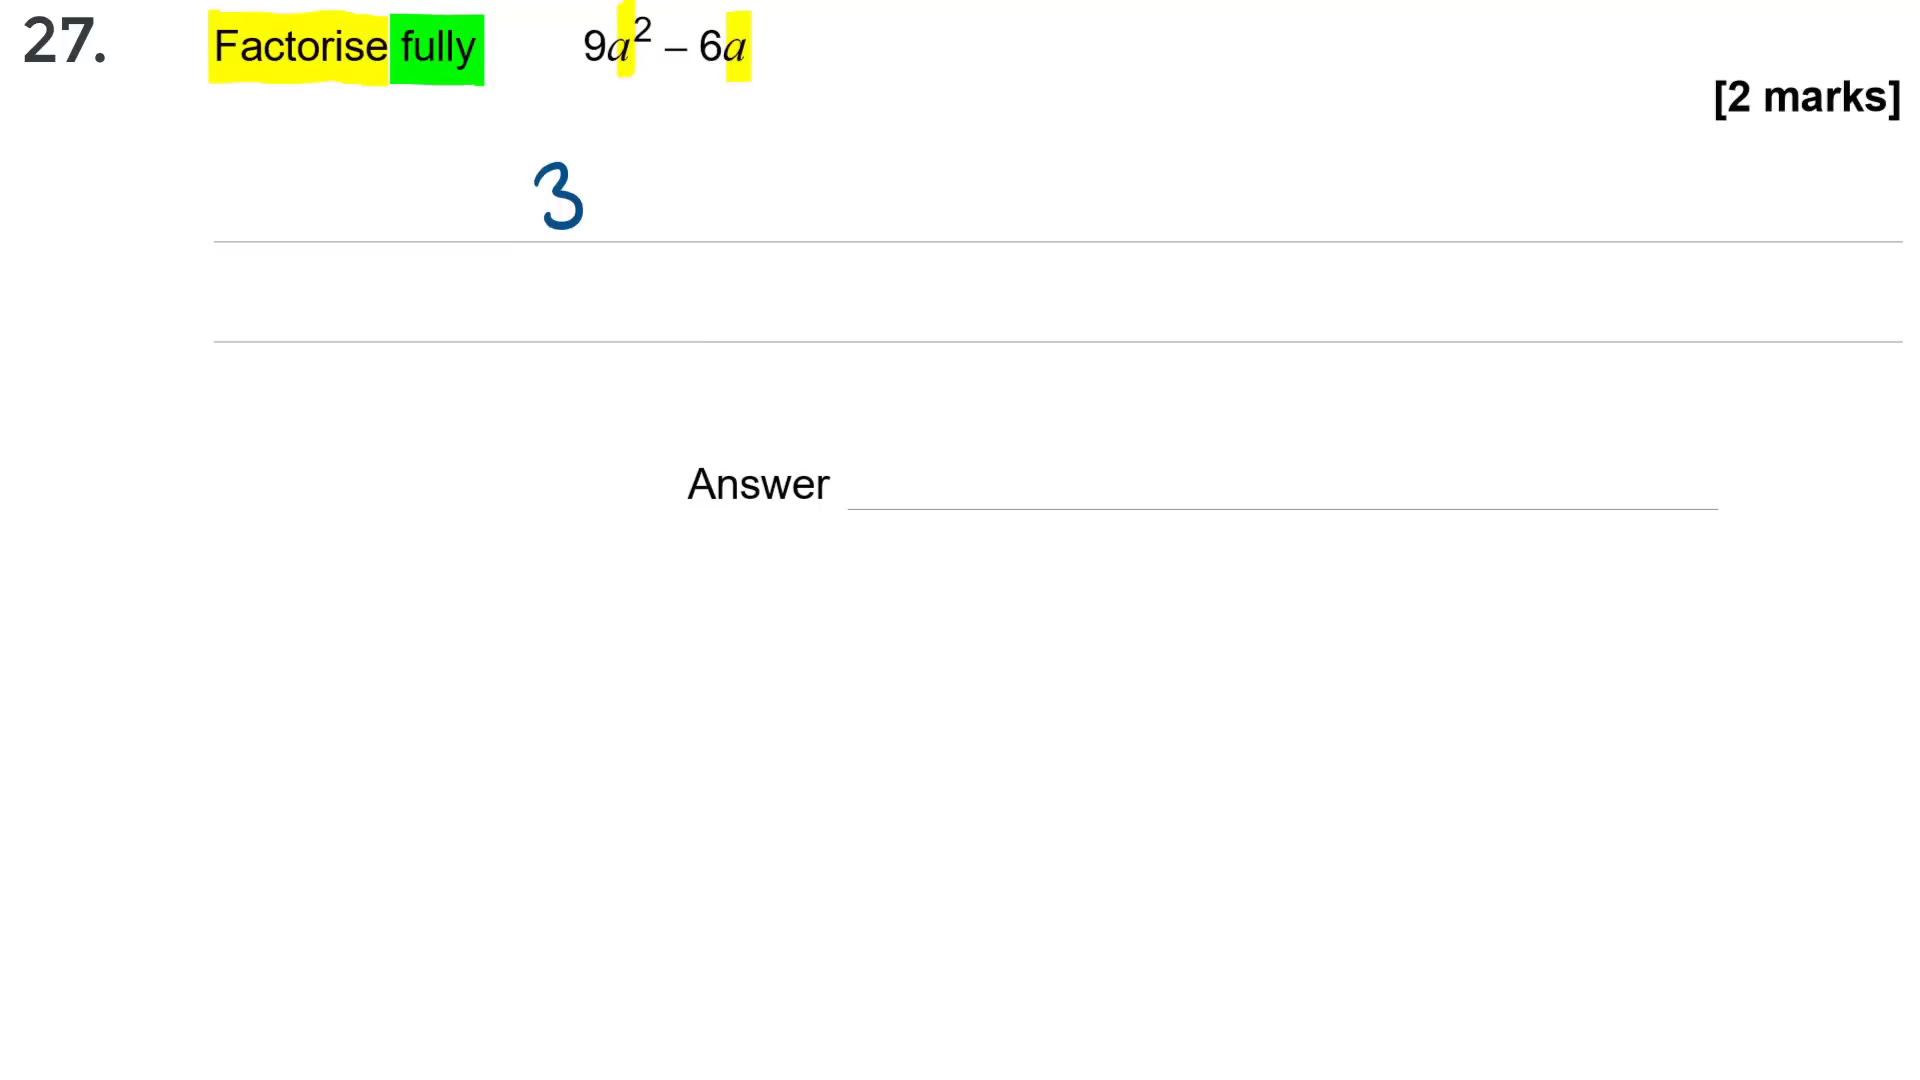 27. Factorise fully 9a² – 6a
[2 marks]
3
Answer